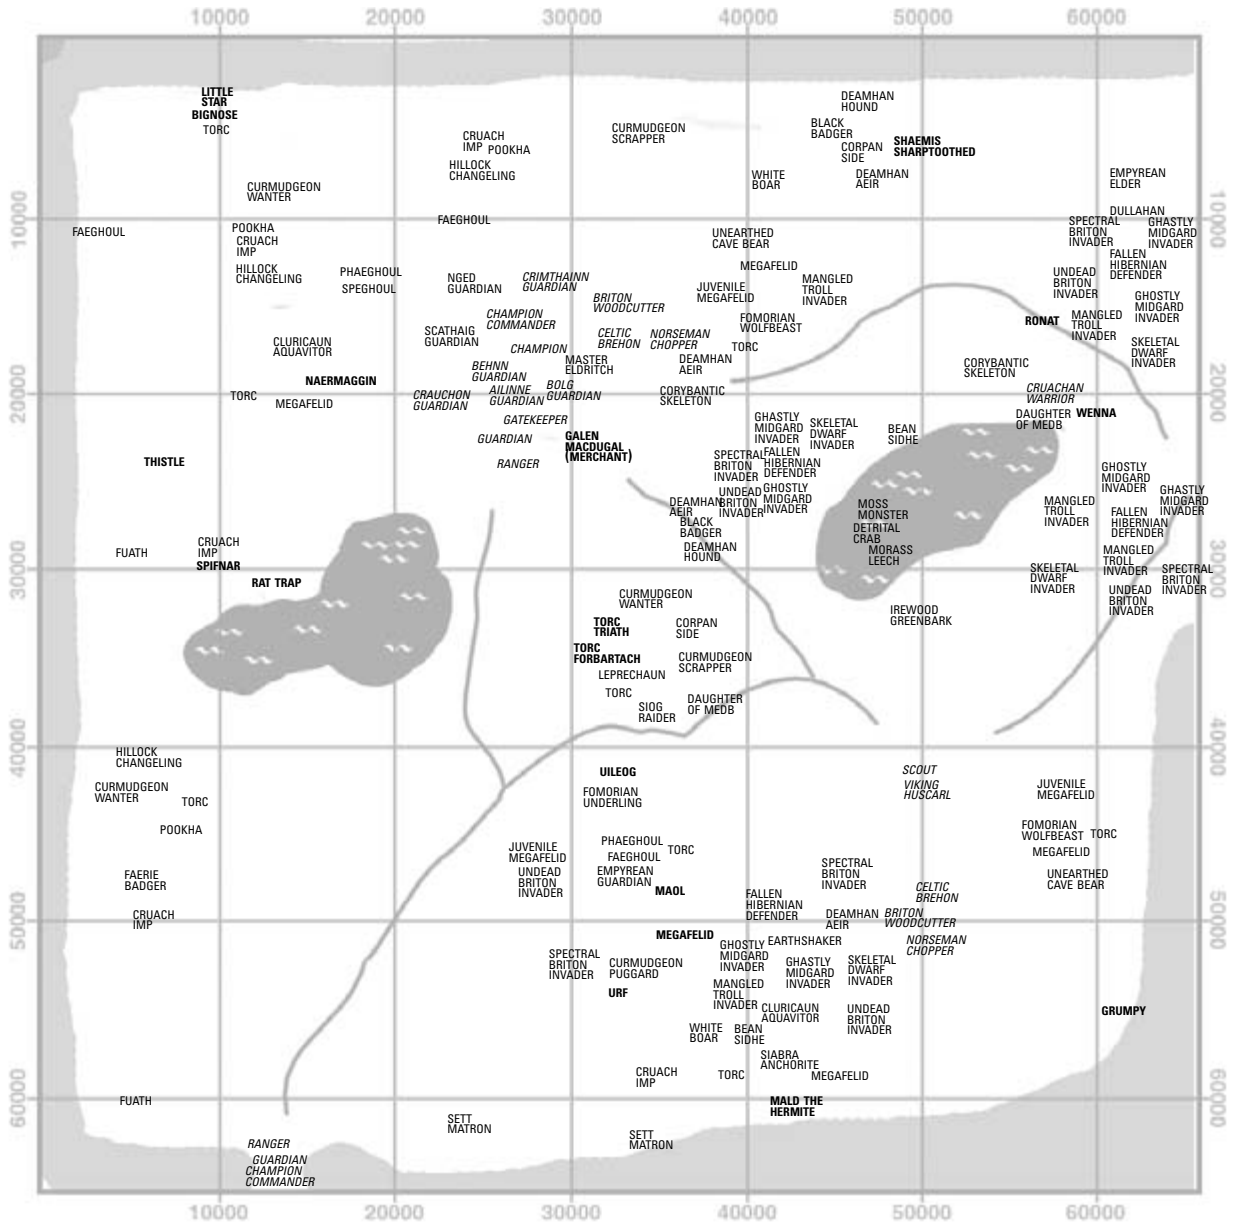 10000 20000 30000 40000 50000 60000
LITTLE
STAR
BIGNOSE
TORC
CRUACH
IMP POOKHA
HILLOCK
CHANGELING
CURMUDGEON
SCRAPPER
DEAMHAN
HOUND
BLACK
BADGER
CORPAN
SIDE
SHAEMIS
SHARPTOOTHED
DEAMHAN
AEIR
WHITE
BOAR
EMPYREAN
ELDER
CURMUDGEON
WANTER
10000
10000
FAEGHOUL
FAEGHOUL
POOKHA
CRUACH
IMP
HILLOCK
CHANGELING
PHAEGHOUL
SPEGHOUL
NGED
GUARDIAN
CRIMTHAINN
GUARDIAN
BRITON
WOODCUTTER
UNEARTHED
CAVE BEAR
MEGAFELID
JUVENILE
MEGAFELID
MANGLED
TROLL
INVADER
DULLAHAN
SPECTRAL
BRITON
INVADER
GHASTLY
MIDGARD
INVADER
FALLEN
HIBERNIAN
DEFENDER
UNDEAD
BRITON
INVADER
GHOSTLY
MIDGARD
INVADER
RONAT
MANGLED
TROLL
INVADER
SKELETAL
DWARF
INVADER
CHAMPION
COMMANDER
SCATHAIG
GUARDIAN
CELTIC
BREHON
NORSEMAN
CHOPPER
FOMORIAN
WOLFBEAST
TORC
CHAMPION
MASTER
ELDRITCH
DEAMHAN
AEIR
CLURICAUN
AQUAVITOR
BEHNN
GUARDIAN
NAERMAGGIN
CORYBANTIC
SKELETON
20000
20000
TORC
MEGAFELID
CRAUCHON
GUARDIAN
AILINNE
GUARDIAN
BOLG
GUARDIAN
CORYBANTIC
SKELETON
CRUACHAN
WARRIOR
DAUGHTER
OF MEDB
WENNA
GATEKEEPER
GUARDIAN
GALEN
MACDUGAL
(MERCHANT)
RANGER
THISTLE
GHASTLY
MIDGARD
INVADER
SKELETAL
DWARF
INVADER
BEAN
SIDHE
SPECTRAL
BRITON
INVADER
FALLEN
HIBERNIAN
DEFENDER
UNDEAD
BRITON
INVADER
GHOSTLY
MIDGARD
INVADER
DEAMHAN
AEIR
BLACK
BADGER
DEAMHAN
HOUND
MOSS
MONSTER
DETRITAL
CRAB
MORASS
LEECH
GHOSTLY
MIDGARD
INVADER
GHASTLY
MIDGARD
INVADER
MANGLED
TROLL
INVADER
FALLEN
HIBERNIAN
DEFENDER
MANGLED
TROLL
INVADER
SKELETAL
DWARF
INVADER
SPECTRAL
BRITON
INVADER
UNDEAD
BRITON
INVADER
FUATH
CRUACH
IMP
SPIFNAR
RAT TRAP
30000
30000
CURMUDGEON
WANTER
TORC
TRIATH
CORPAN
SIDE
TORC
FORBARTACH
CURMUDGEON
SCRAPPER
LEPRECHAUN
TORC
SIOG
RAIDER
DAUGHTER
OF MEDB
IREWOOD
GREENBARK
40000
40000
HILLOCK
CHANGELING
CURMUDGEON
WANTER
TORC
POOKHA
FAERIE
BADGER
CRUACH
IMP
UILEOG
FOMORIAN
UNDERLING
JUVENILE
MEGAFELID
UNDEAD
BRITON
INVADER
PHAEGHOUL
FAEGHOUL
TORC
EMPYREAN
GUARDIAN
MAOL
SCOUT
VIKING
HUSCARL
JUVENILE
MEGAFELID
FOMORIAN
WOLFBEAST TORC
MEGAFELID
UNEARTHED
CAVE BEAR
SPECTRAL
BRITON
INVADER
CELTIC
BREHON
FALLEN
HIBERNIAN
DEFENDER
DEAMHAN
AEIR
BRITON
WOODCUTTER
50000
50000
MEGAFELID
NORSEMAN
CHOPPER
GHOSTLY
MIDGARD
INVADER
EARTHSHAKER
SPECTRAL
BRITON
INVADER
CURMUDGEON
PUGGARD
URF
GHASTLY
MIDGARD
INVADER
SKELETAL
DWARF
INVADER
MANGLED
TROLL
INVADER
CLURICAUN
AQUAVITOR
UNDEAD
BRITON
INVADER
GRUMPY
WHITE
BOAR
BEAN
SIDHE
SIABRA
ANCHORITE
CRUACH
IMP
TORC
MEGAFELID
60000
60000
FUATH
MALD THE
HERMITE
SETT
MATRON
SETT
MATRON
RANGER
GUARDIAN
CHAMPION
COMMANDER
10000 20000 30000 40000 50000 60000